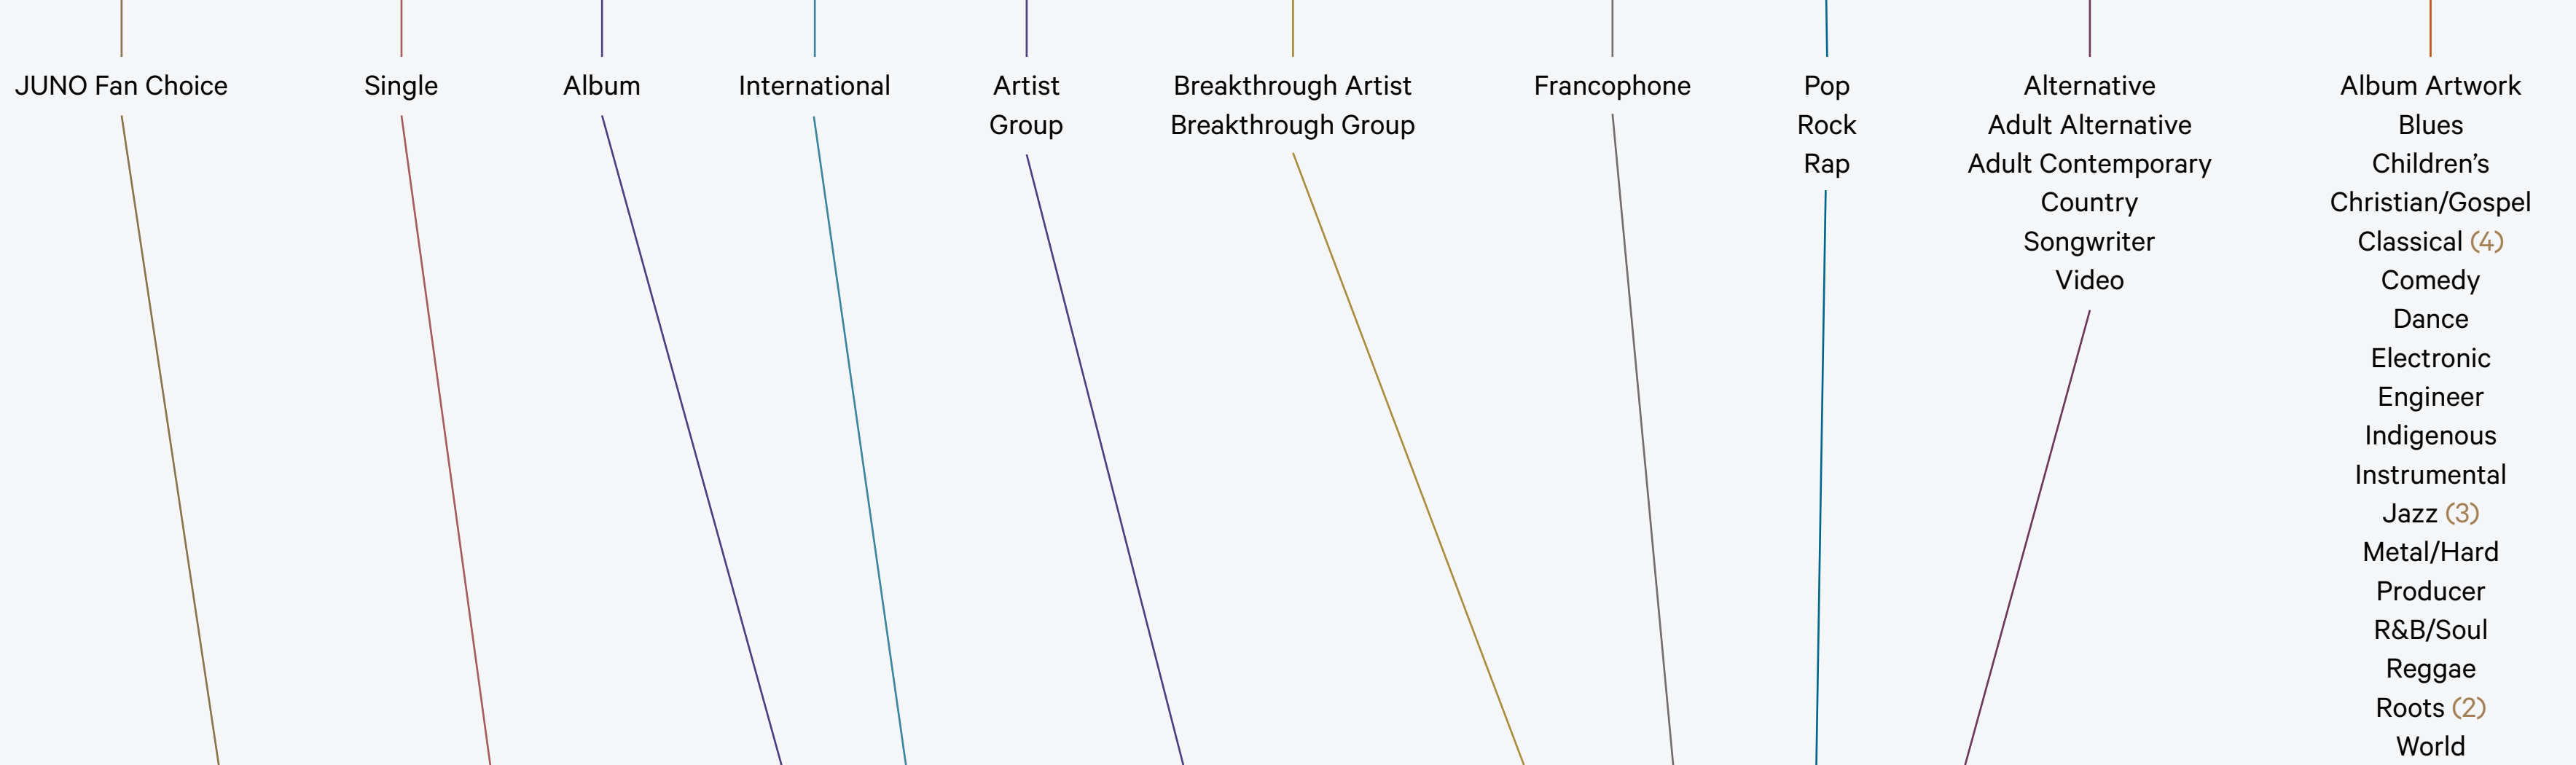 JUNO Fan Choice
Single
Album
International
Artist
Group
Breakthrough Artist
Breakthrough Group
Francophone
Pop
Rock
Rap
Alternative
Adult Alternative
Adult Contemporary
Country
Songwriter
Video
Album Artwork
Blues
Children’s
Christian/Gospel
Classical (4)
Comedy
Dance
Electronic
Engineer
Indigenous
Instrumental
Jazz (3)
Metal/Hard
Producer
R&B/Soul
Reggae
Roots (2)
World